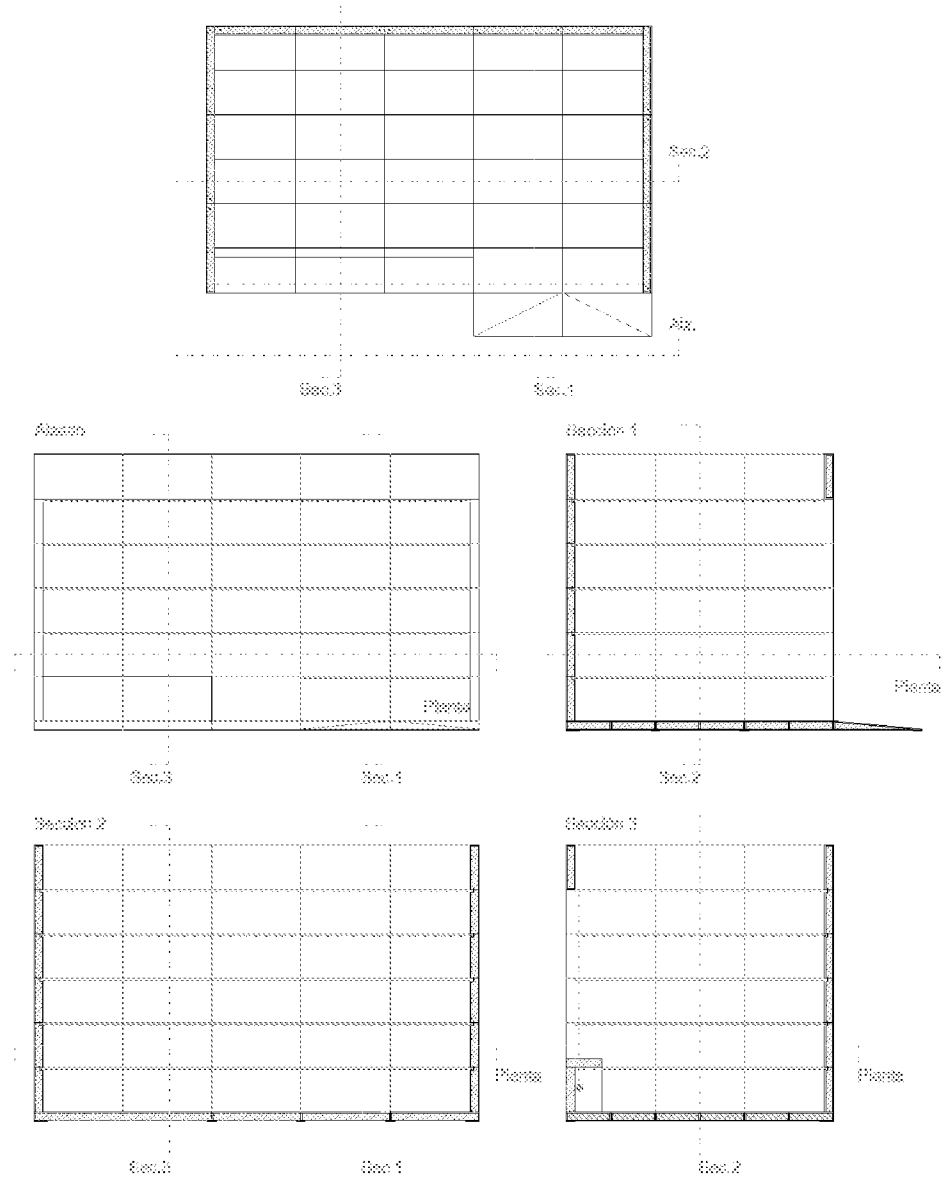 Sec.2
Alz.
Sec.3 Sec.1
Alzado
Sección 1
Planta
Planta
Sec.3 Sec.1 Sec.2
Sección 2
Sección 3
Planta
Planta
Sec.3 Sec.1 Sec.2